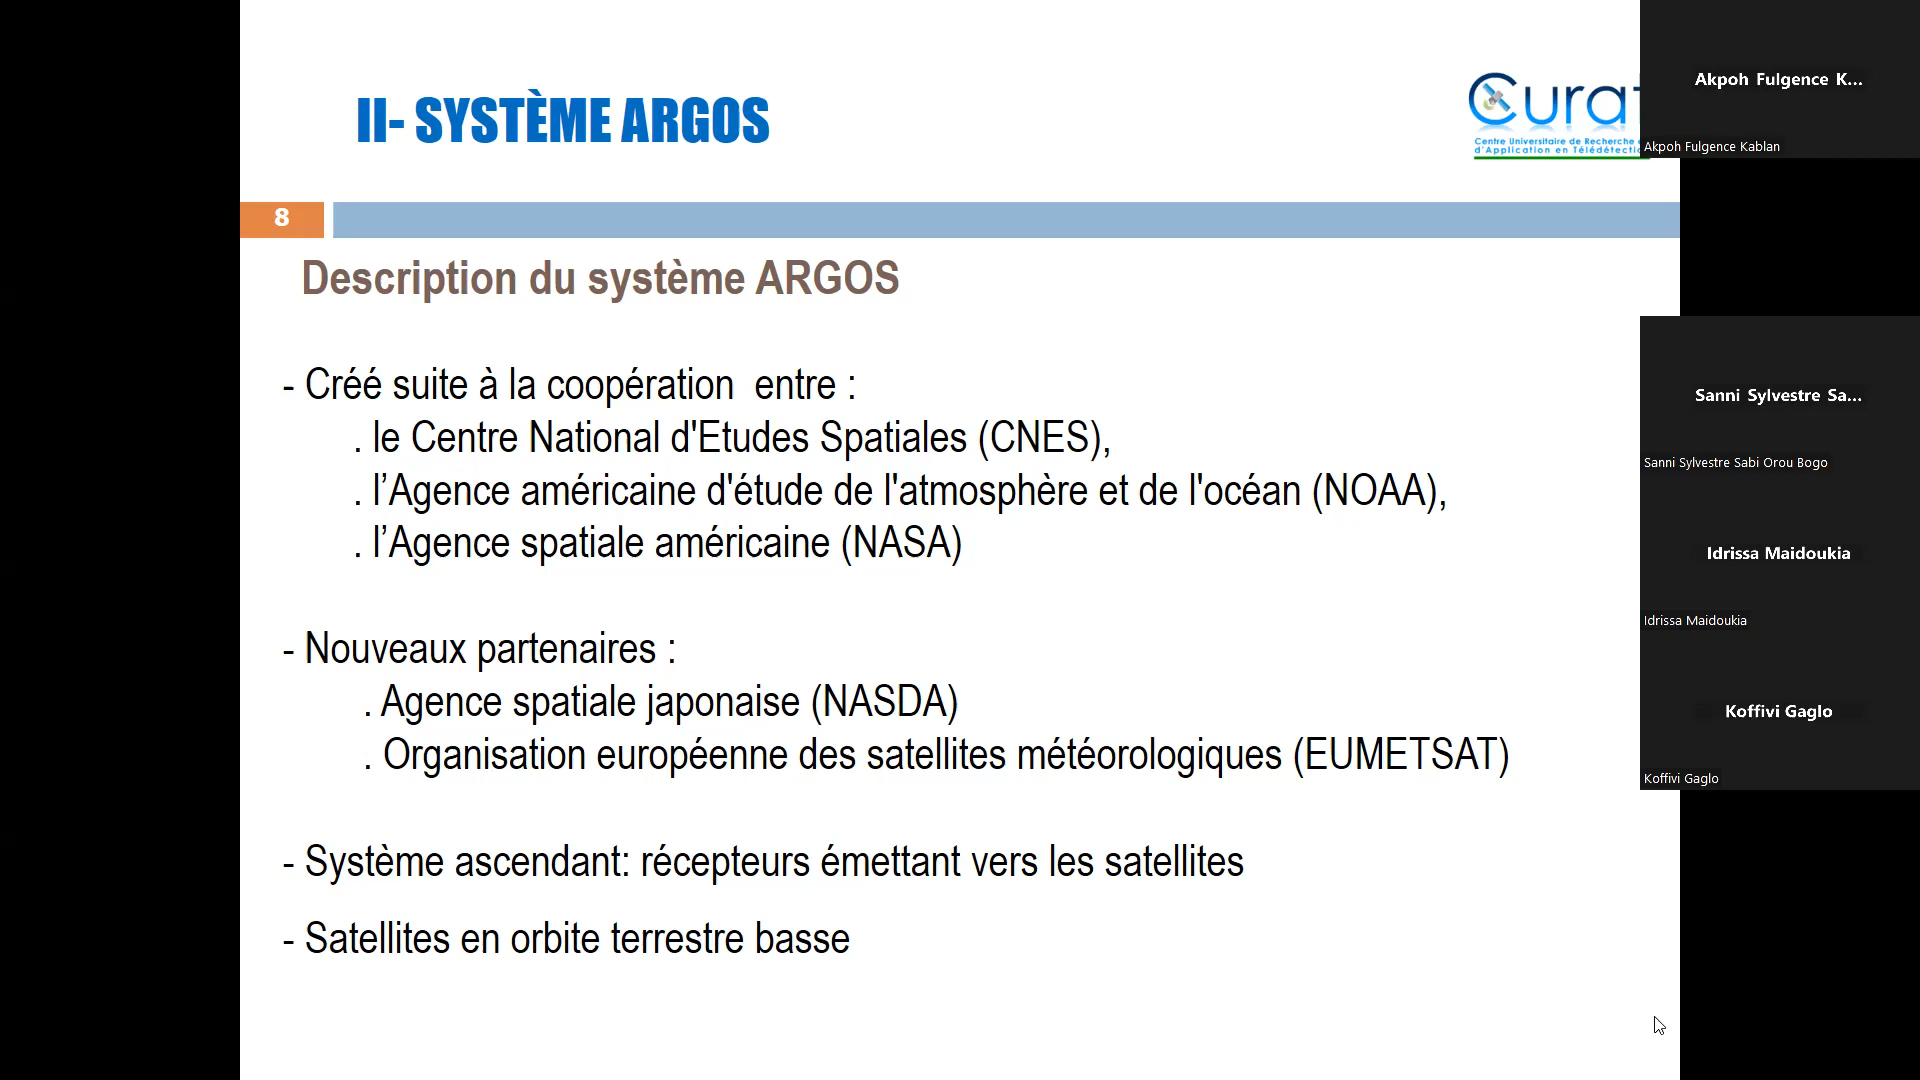 II- SYSTÈME ARGOS
Centre Universitaire de Recherche
d'Application en
8
Description du système ARGOS
- Créé suite à la coopération  entre :
. le Centre National d'Etudes Spatiales (CNES),
. l’Agence américaine d'étude de l'atmosphère et de l'océan (NOAA),
. l’Agence spatiale américaine (NASA)
- Nouveaux partenaires :
. Agence spatiale japonaise (NASDA)
. Organisation européenne des satellites météorologiques (EUMETSAT)
- Système ascendant: récepteurs émettant vers les satellites
- Satellites en orbite terrestre basse
Akpoh Fulgence K...
Akpoh Fulgence Kablan
Sanni Sylvestre Sa...
Sanni Sylvestre Sabi Orou Bogo
Idrissa Maidoukia
Idrissa Maidoukia
Koffivi Gaglo
Koffivi Gaglo